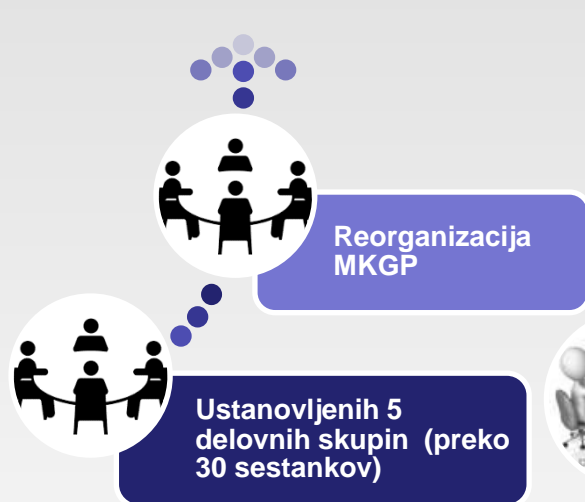 Reorganizacija
MKGP
Ustanovljenih 5
delovnih skupin (preko
30 sestankov)